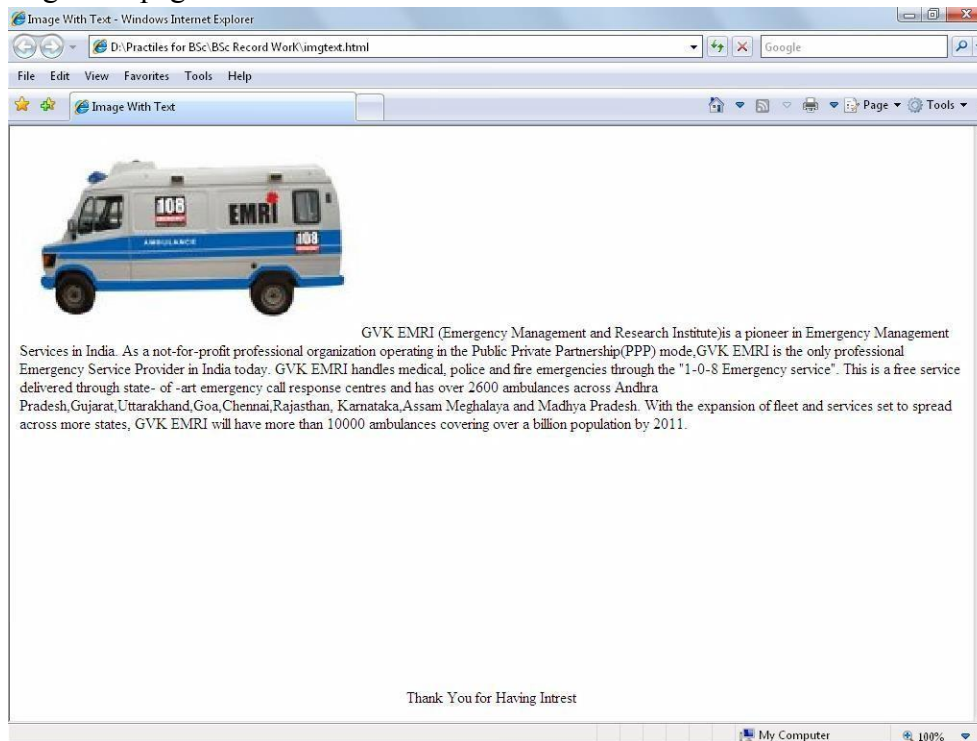 Image With Text - Windows Internet Explorer
D:\Practiles for BSc\BSc Record WorK\imgtext.html
Google
File Edit View Favorites Tools Help
Image With Text
Page Tools
108
EMRI
AMBULANCE
108
GVK EMRI (Emergency Management and Research Institute)is a pioneer in Emergency Management
Services in India. As a not-for-profit professional organization operating in the Public Private Partnership(PPP) mode,GVK EMRI is the only professional
Emergency Service Provider in India today. GVK EMRI handles medical, police and fire emergencies through the "1-0-8 Emergency service". This is a free service
delivered through state- of -art emergency call response centres and has over 2600 ambulances across Andhra
Pradesh,Gujarat,Uttarakhand,Goa,Chennai,Rajasthan, Karnataka,Assam Meghalaya and Madhya Pradesh. With the expansion of fleet and services set to spread
across more states, GVK EMRI will have more than 10000 ambulances covering over a billion population by 2011.
Thank You for Having Intrest
My Computer
100%